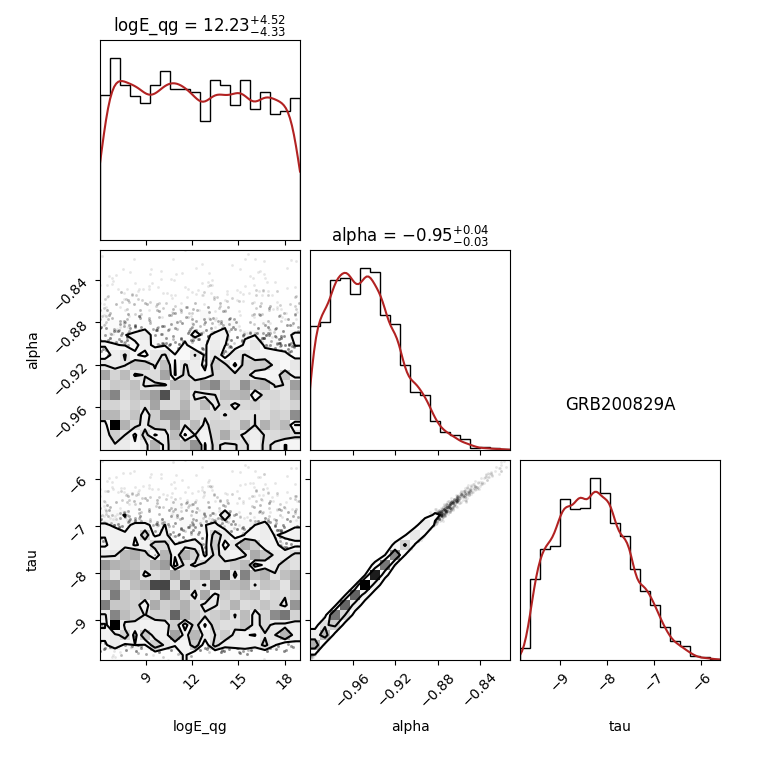 logE_qg = 12.23^{+4.52}_{−4.33}
alpha = −0.95^{+0.04}_{−0.03}
−0.84
−0.88
−0.92
−0.96
alpha
GRB200829A
−6
−7
−8
−9
tau
9 12 15 18
−0.96 −0.92 −0.88 −0.84
−9 −8 −7 −6
logE_qg alpha tau